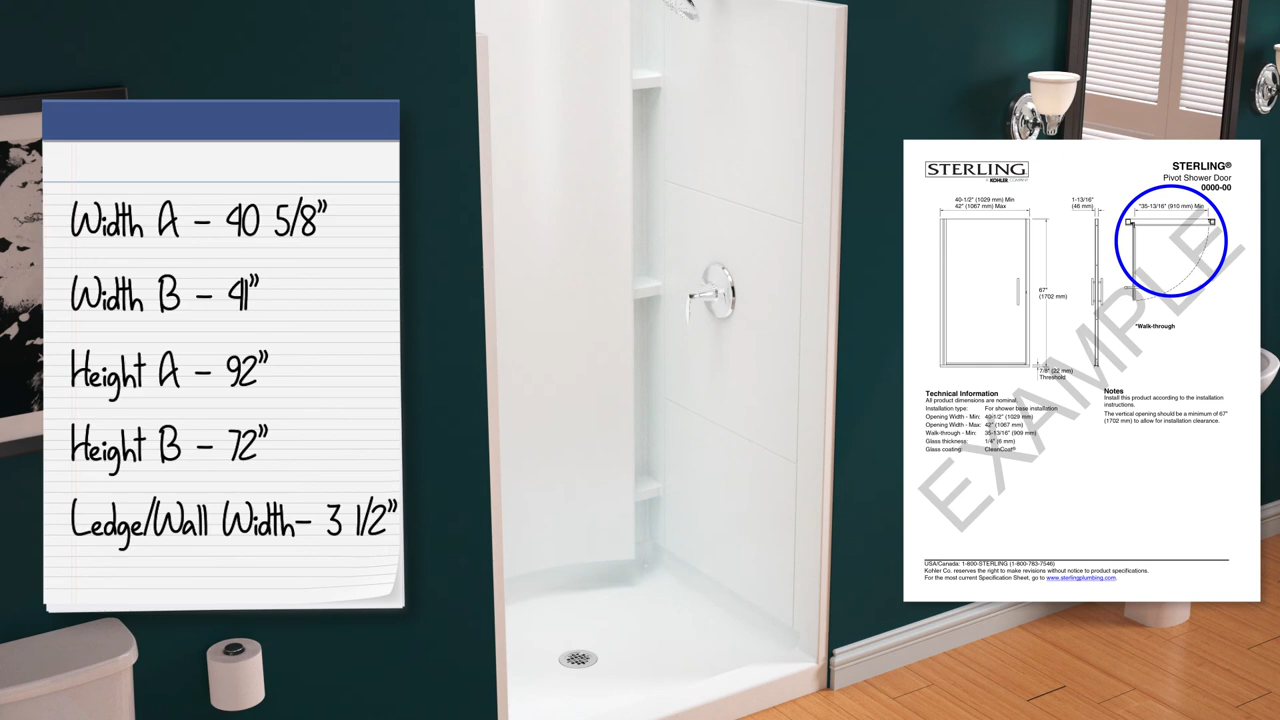 Width A - 40 5/8"
Width B - 41"
Height A - 92"
Height B - 72"
Ledge/Wall Width- 3 1/2"
STERLING
A KOHLER COMPANY
STERLING®
Pivot Shower Door
0000-00
40-1/2" (1029 mm) Min
42" (1067 mm) Max
1-13/16"
(46 mm)
*35-13/16" (910 mm) Min
67"
(1702 mm)
7/8" (22 mm)
Threshold
*Walk-through
EXAMPLE
Technical Information
All product dimensions are nominal.
Installation type: For shower base installation
Opening Width - Min: 40-1/2" (1029 mm)
Opening Width - Max: 42" (1067 mm)
Walk-through - Min: 35-13/16" (909 mm)
Glass thickness: 1/4" (6 mm)
Glass coating: CleanCoat®
Notes
Install this product according to the installation
instructions.
The vertical opening should be a minimum of 67"
(1702 mm) to allow for installation clearance.
USA/Canada: 1-800-STERLING (1-800-783-7546)
Kohler Co. reserves the right to make revisions without notice to product specifications.
For the most current Specification Sheet, go to www.sterlingplumbing.com.